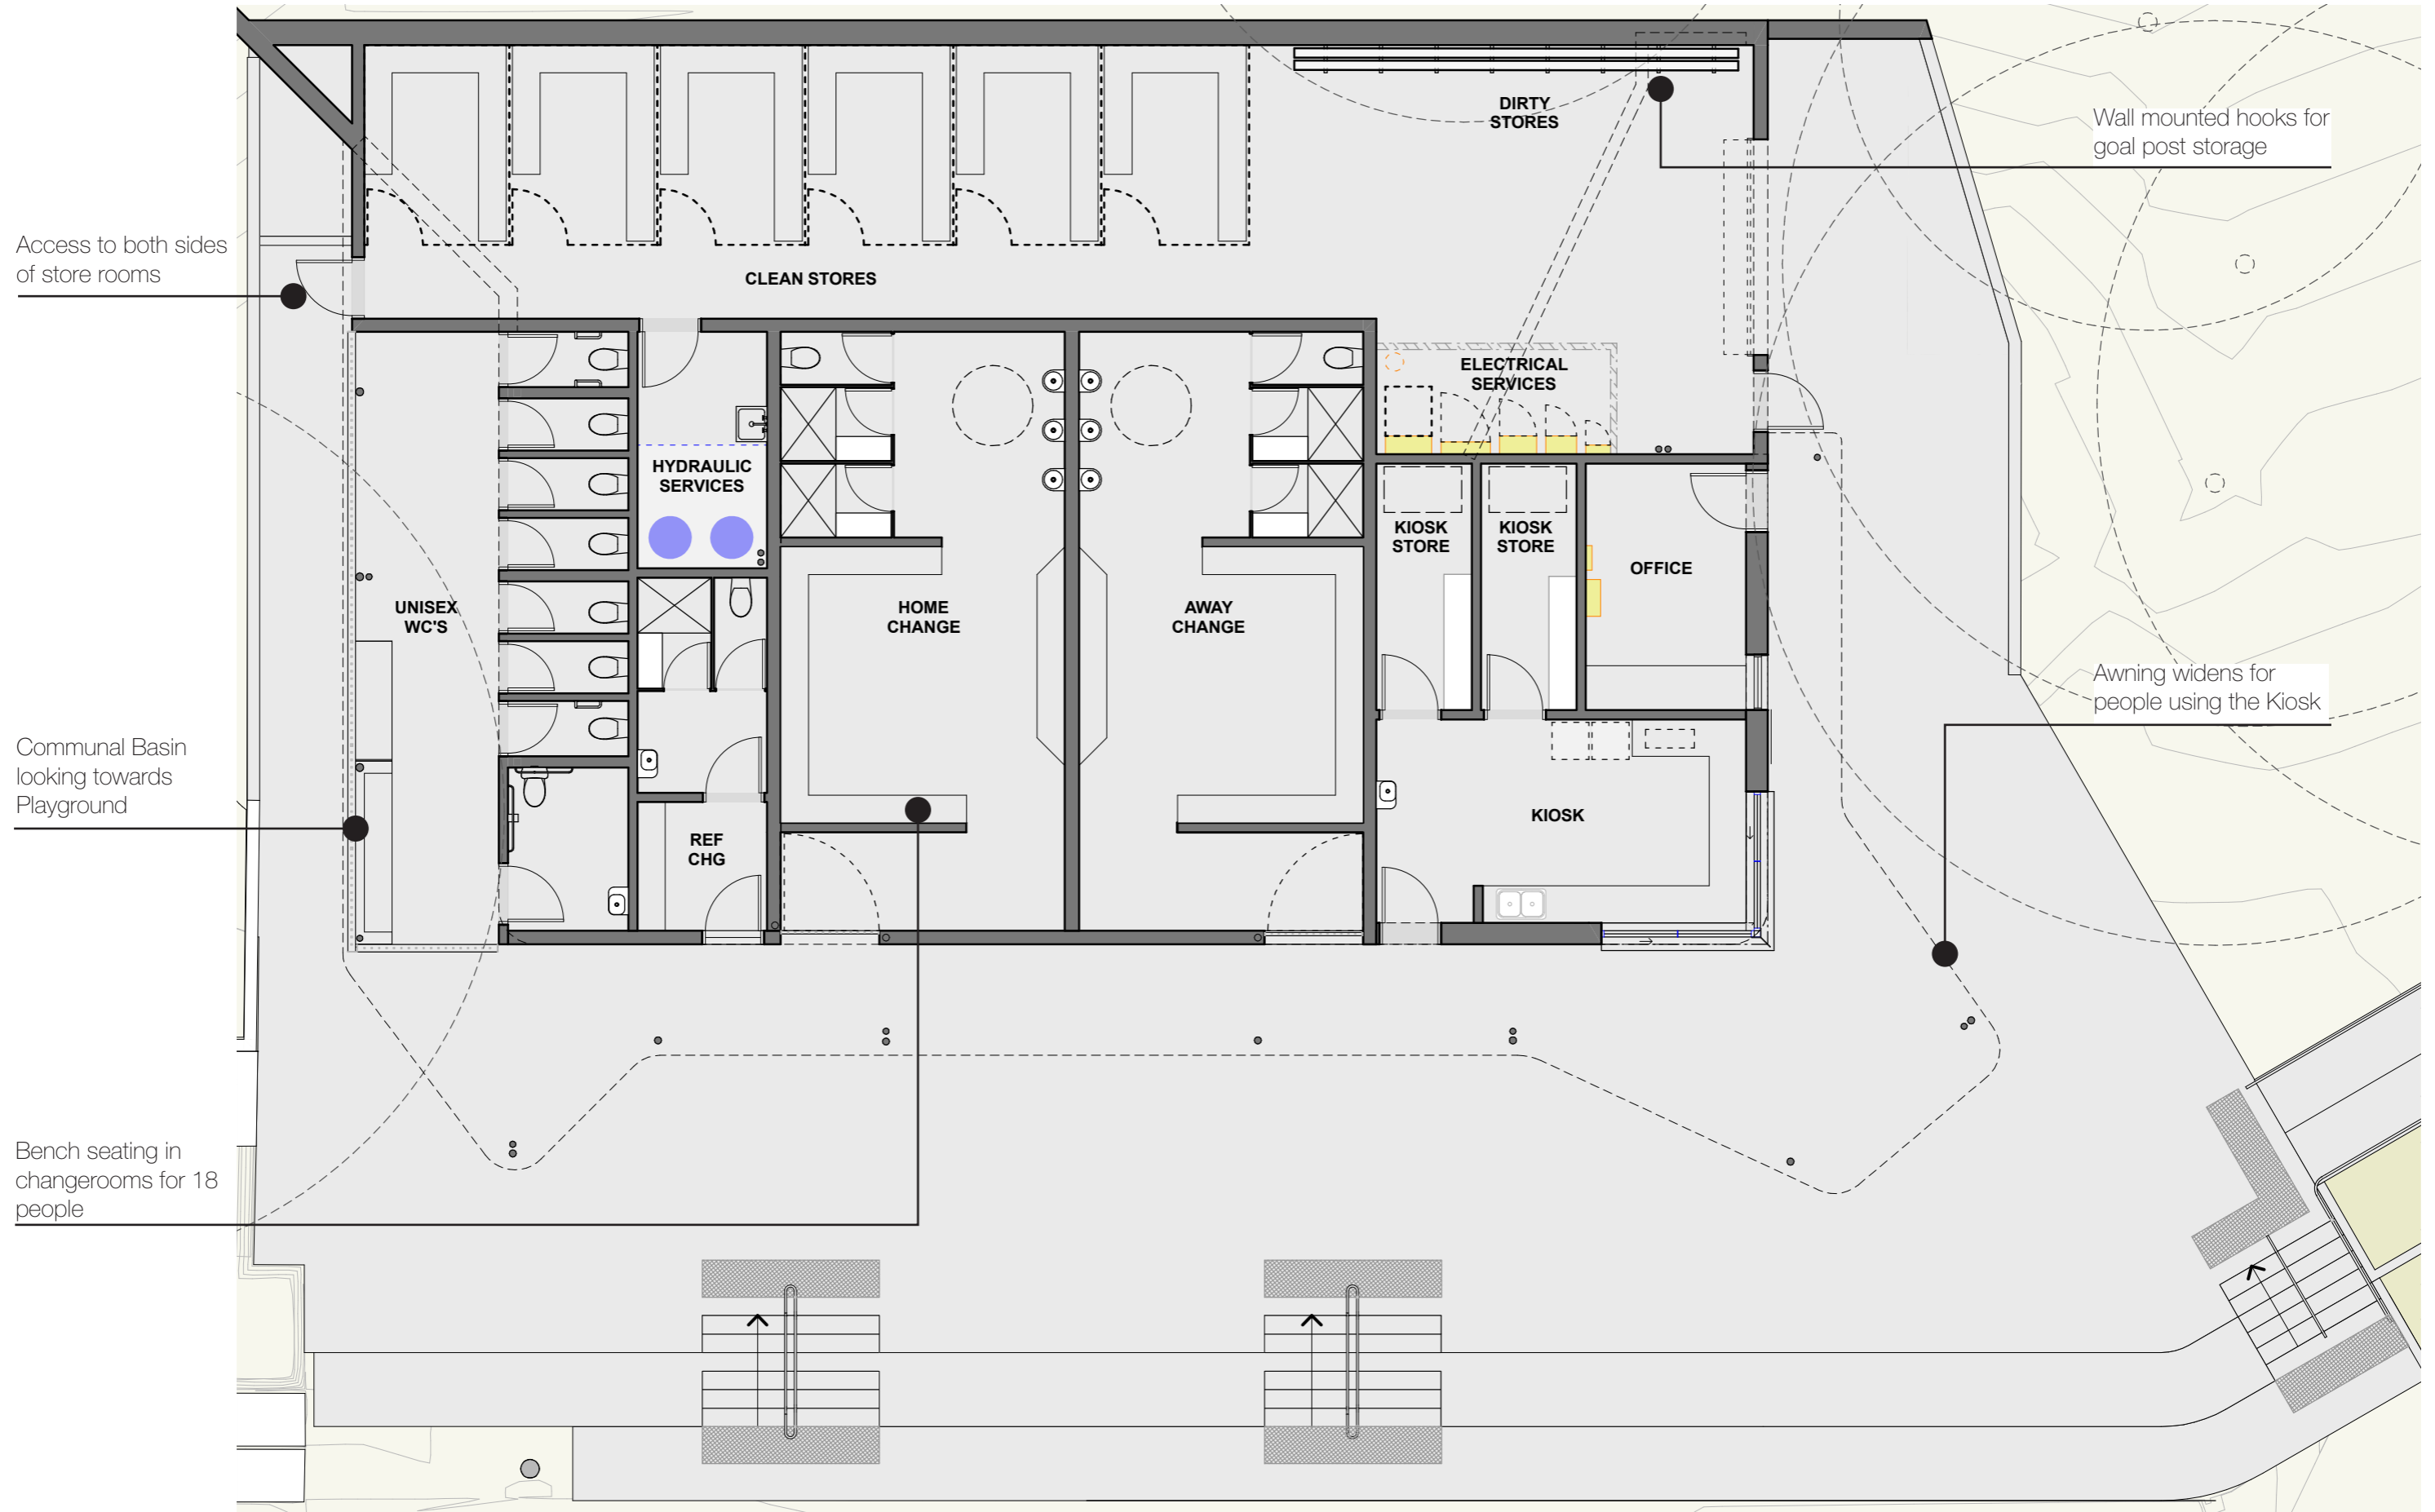 DIRTY
STORES
Wall mounted hooks for
goal post storage
Access to both sides
of store rooms
CLEAN STORES
ELECTRICAL
SERVICES
HYDRAULIC
SERVICES
KIOSK
STORE
KIOSK
STORE
OFFICE
UNISEX
WC'S
HOME
CHANGE
AWAY
CHANGE
Awning widens for
people using the Kiosk
Communal Basin
looking towards
Playground
REF
CHG
KIOSK
Bench seating in
changerooms for 18
people